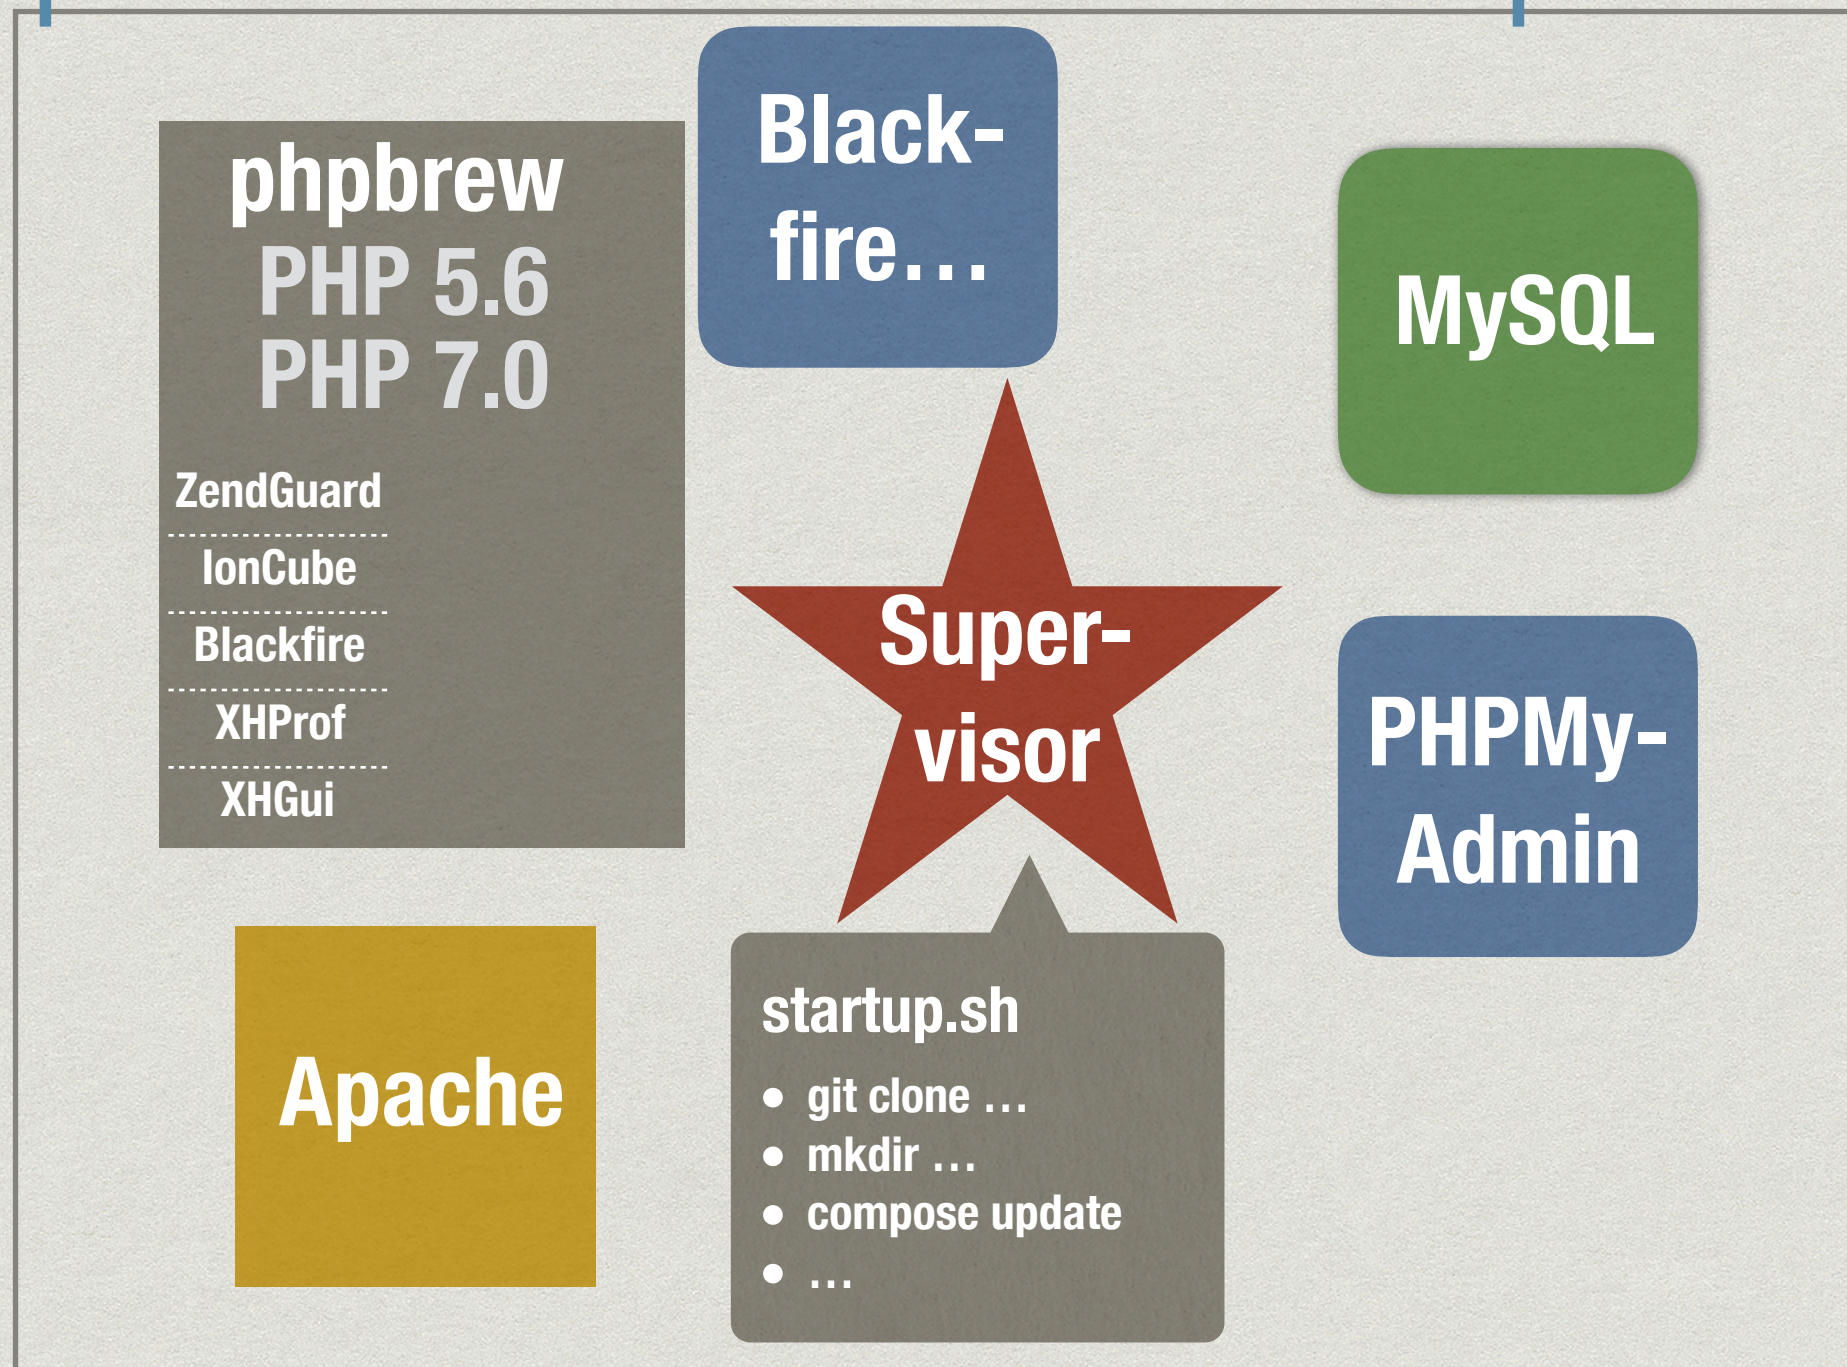 phpbrew
PHP 5.6
PHP 7.0
ZendGuard
IonCube
Blackfire
XHProf
XHGui
Black-
fire…
MySQL
Super-
visor
PHPMy-
Admin
Apache
startup.sh
• git clone …
• mkdir …
• compose update
• …